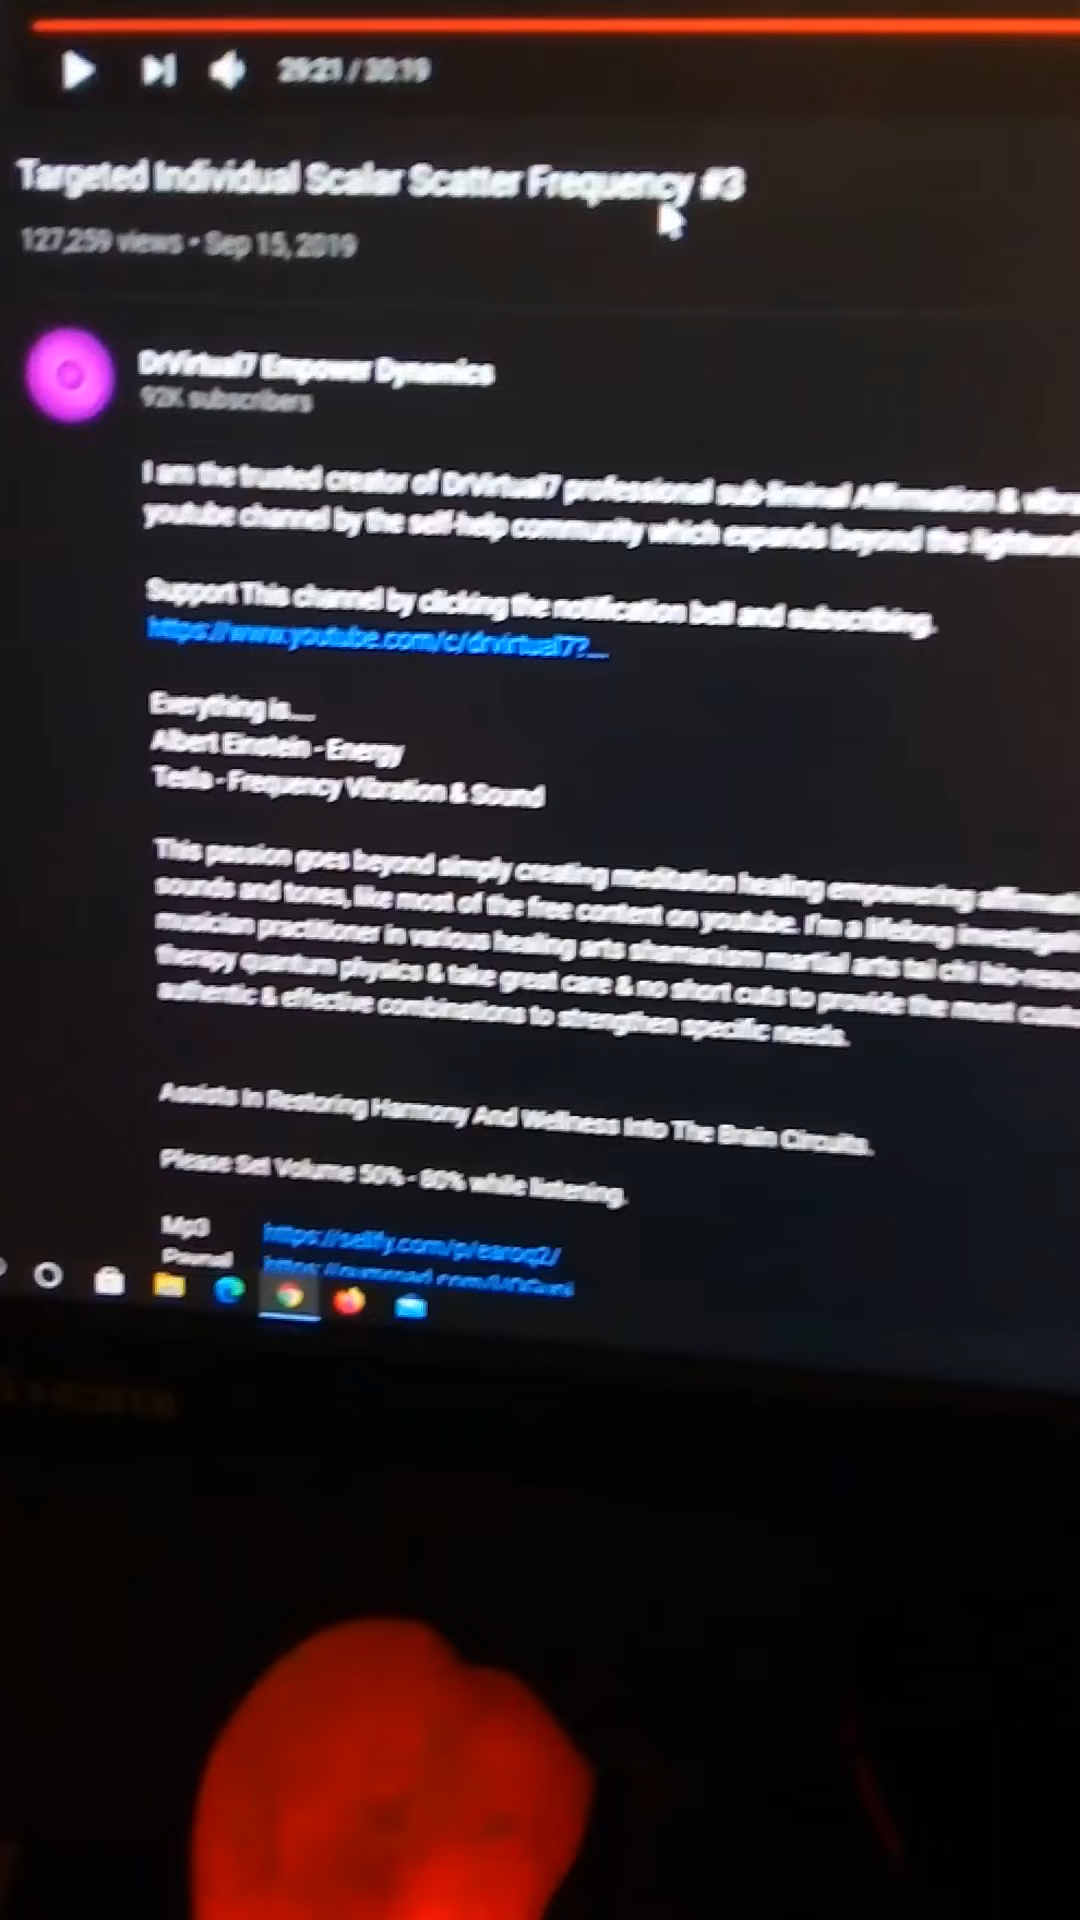 29:21 / 30:19
Targeted Individual Scalar Scatter Frequency #3
127,259 views • Sep 15, 2019
DrVirtual7 Empower Dynamics
92K subscribers
I am the trusted creator of DrVirtual7 professional sub-liminal Affirmation &
youtube channel by the self-help community which expands beyond the
Support This channel by clicking the notification bell and subscribing.
https://www.youtube.com/c/drvirtual7?...
Everything is....
Albert Einstein - Energy
Tesla - Frequency Vibration & Sound
This passion goes beyond simply creating meditation healing empowering
sounds and tones, like most of the free content on youtube. I'm a lifelong
musician practitioner in various healing arts shamanism martial arts tai chi
therapy quantum physics & take great care & no short cuts to provide the most
authentic & effective combinations to strengthen specific needs.
Assists In Restoring Harmony And Wellness Into The Brain Circuits.
Please Set Volume 50% - 80% while listening.
Mp3 https://sellfy.com/p/earoq2/